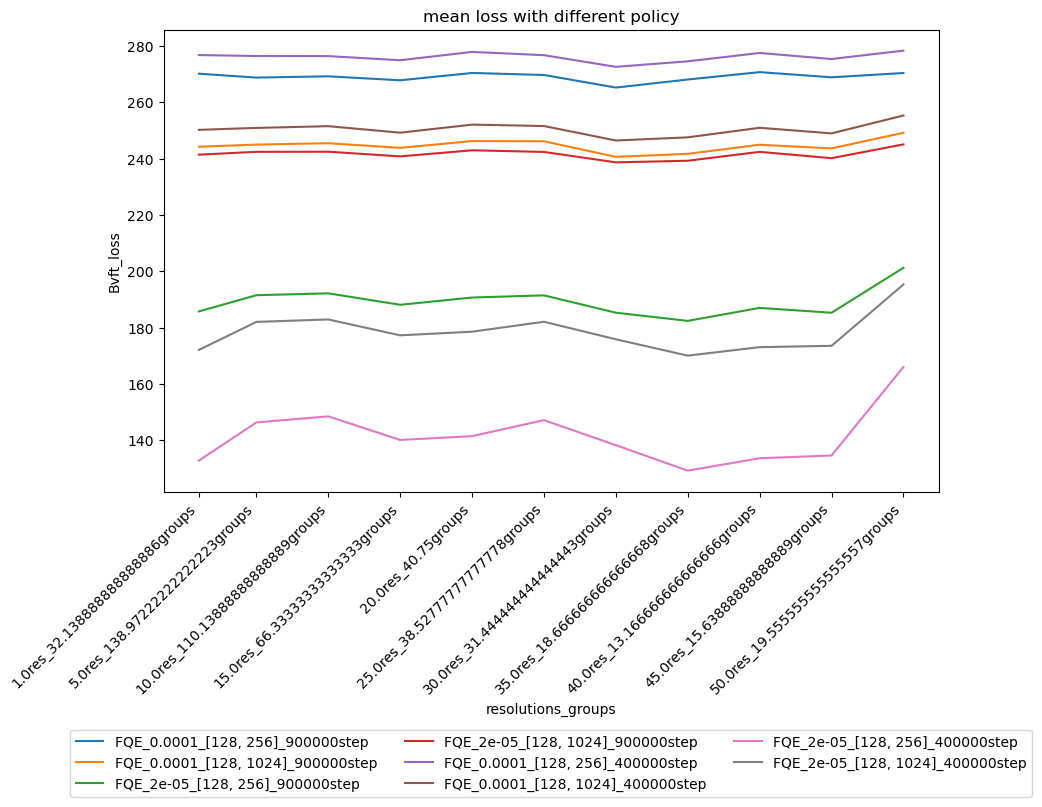 mean loss with different policy
Bvft_loss
280
260
240
220
200
180
160
140
1.0res_32.138888888888886groups
5.0res_138.97222222222223groups
10.0res_110.13888888888889groups
15.0res_66.33333333333333groups
20.0res_40.75groups
25.0res_38.52777777777778groups
30.0res_31.444444444444443groups
35.0res_18.666666666666668groups
40.0res_13.166666666666666groups
45.0res_15.63888888888889groups
50.0res_19.555555555555557groups
resolutions_groups
FQE_0.0001_[128, 256]_900000step
FQE_0.0001_[128, 1024]_900000step
FQE_2e-05_[128, 256]_900000step
FQE_2e-05_[128, 1024]_900000step
FQE_0.0001_[128, 256]_400000step
FQE_0.0001_[128, 1024]_400000step
FQE_2e-05_[128, 256]_400000step
FQE_2e-05_[128, 1024]_400000step